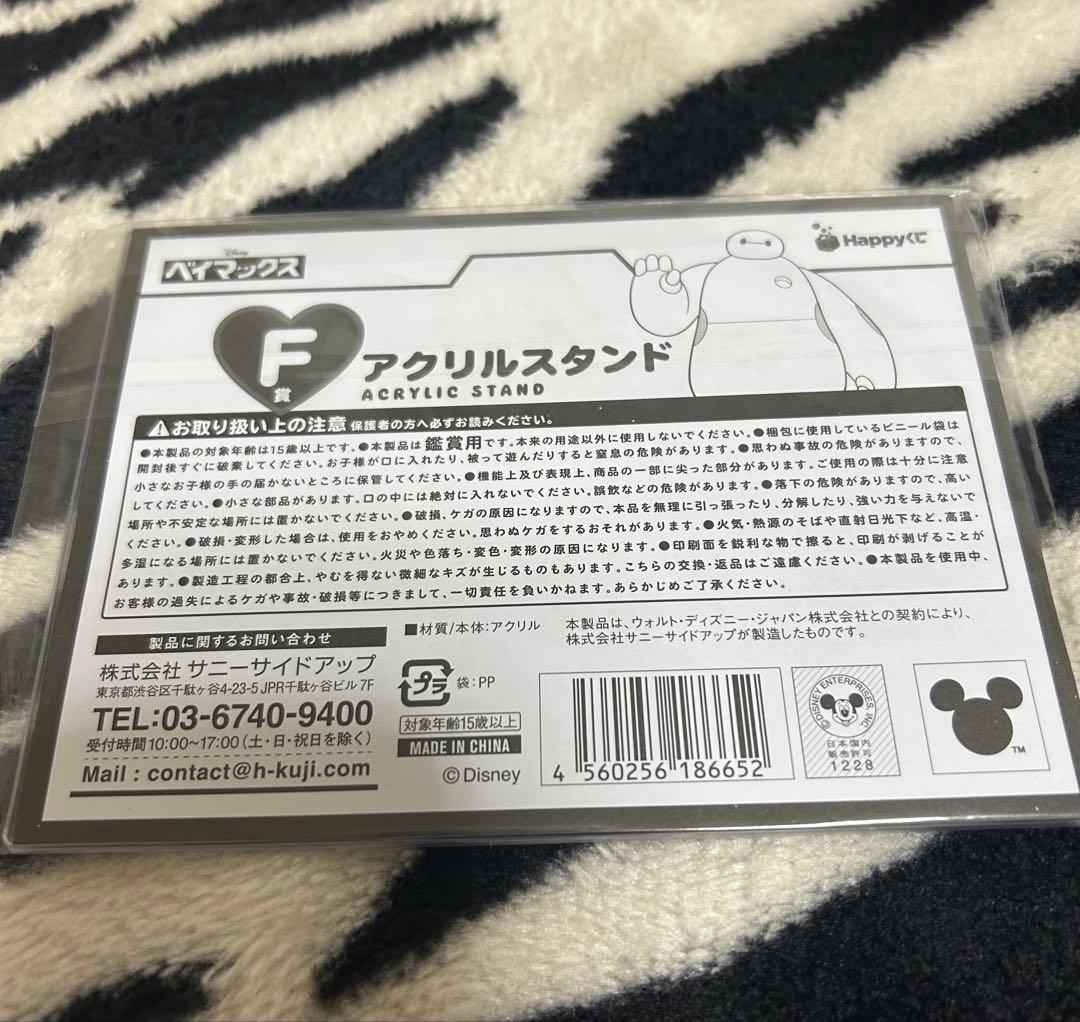 Disney
ベイマックス
Happyくじ
F賞
アクリルスタンド
ACRYLIC STAND
お取り扱い上の注意 保護者の方へ必ずお読みください。
●本製品の対象年齢は15歳以上です。●本製品は鑑賞用です。本来の用途以外に使用しないでください。●梱包に使用しているビニール袋は
開封後すぐに破棄してください。お子様が口に入れたり、被って遊んだりすると窒息の危険があります。●思わぬ事故の危険がありますので、
小さなお子様の手の届かないところに保管してください。●機能上及び表現上、商品の一部に尖った部分があります。ご使用の際は十分に注意
してください。●小さな部品があります。口の中には絶対に入れないでください。誤飲などの危険があります。●落下の危険がありますので、高い
場所や不安定な場所には置かないでください。●破損、ケガの原因になりますので、本品を無理に引っ張ったり、分解したり、強い力を与えないで
ください。●破損・変形した場合は、使用をおやめください。思わぬケガをするおそれがあります。●火気・熱源のそばや直射日光下など、高温・
多湿になる場所には置かないでください。火災や色落ち・変色・変形の原因になります。●印刷面を鋭利な物で擦ると、印刷が剥げることが
あります。●製造工程の都合上、やむを得ない微細なキズが生じるものもあります。こちらの交換・返品はご遠慮ください。●本製品を使用中、
お客様の過失によるケガや事故・破損等につきまして、一切責任を負いかねます。あらかじめご了承ください。
製品に関するお問い合わせ
株式会社 サニーサイドアップ
東京都渋谷区千駄ヶ谷4-23-5 JPR千駄ヶ谷ビル 7F
TEL:03-6740-9400
受付時間10:00~17:00(土・日・祝日を除く)
Mail : contact@h-kuji.com
■材質/本体:アクリル
プラ 袋:PP
対象年齢15歳以上
MADE IN CHINA
©Disney
本製品は、ウォルト・ディズニー・ジャパン株式会社との契約により、
株式会社サニーサイドアップが製造したものです。
4 560256 186652
©DISNEY ENTERPRISES, INC.
日本国内
販売許可
1228
TM